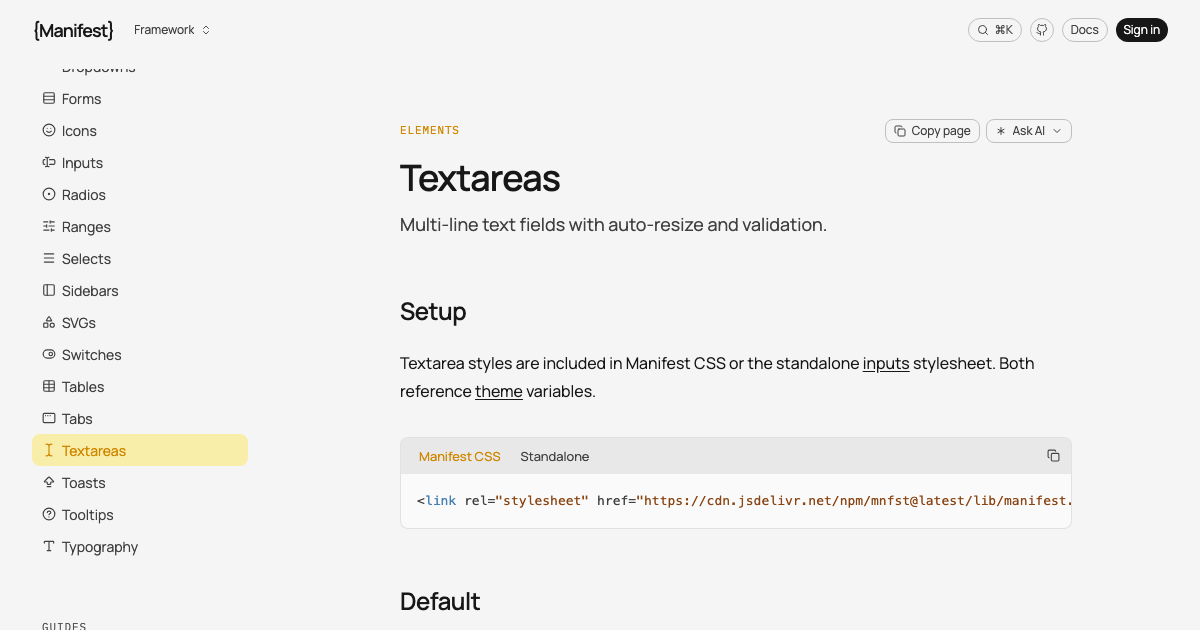 {Manifest}
Framework
⌘K
Docs
Sign in
Dropdowns
Forms
Icons
Inputs
Radios
Ranges
Selects
Sidebars
SVGs
Switches
Tables
Tabs
Textareas
Toasts
Tooltips
Typography
GUIDES
ELEMENTS
Copy page
Ask AI
Textareas
Multi-line text fields with auto-resize and validation.
Setup
Textarea styles are included in Manifest CSS or the standalone inputs stylesheet. Both
reference theme variables.
Manifest CSS
Standalone
<link rel="stylesheet" href="https://cdn.jsdelivr.net/npm/mnfst@latest/lib/manifest.
Default